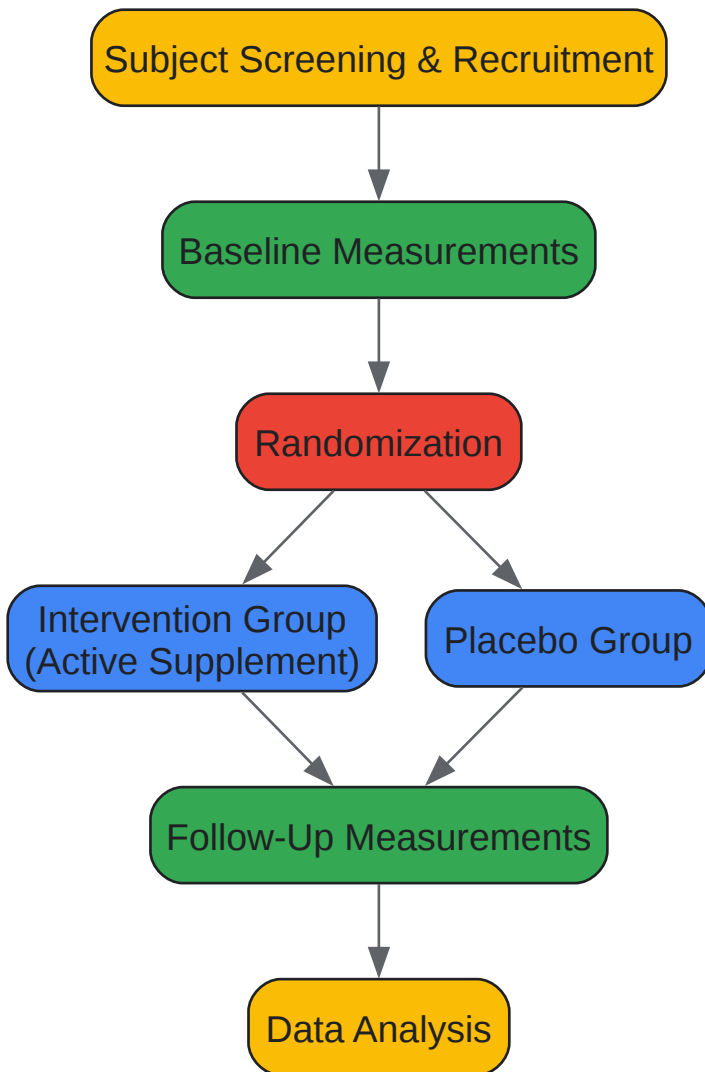 Subject Screening & Recruitment
Baseline Measurements
Randomization
Intervention Group
(Active Supplement)
Placebo Group
Follow-Up Measurements
Data Analysis